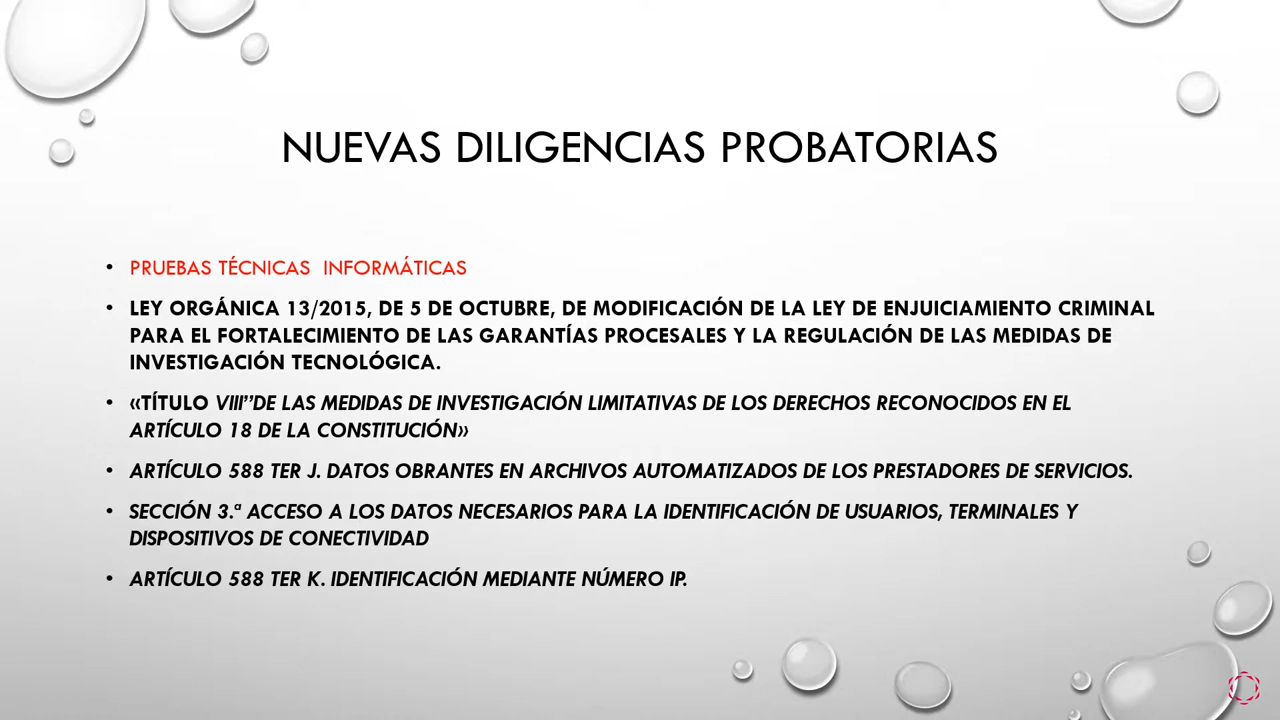 NUEVAS DILIGENCIAS PROBATORIAS
• PRUEBAS TÉCNICAS INFORMÁTICAS
• LEY ORGÁNICA 13/2015, DE 5 DE OCTUBRE, DE MODIFICACIÓN DE LA LEY DE ENJUICIAMIENTO CRIMINAL
PARA EL FORTALECIMIENTO DE LAS GARANTÍAS PROCESALES Y LA REGULACIÓN DE LAS MEDIDAS DE
INVESTIGACIÓN TECNOLÓGICA.
• «TÍTULO VIII”DE LAS MEDIDAS DE INVESTIGACIÓN LIMITATIVAS DE LOS DERECHOS RECONOCIDOS EN EL
ARTÍCULO 18 DE LA CONSTITUCIÓN»
• ARTÍCULO 588 TER J. DATOS OBRANTES EN ARCHIVOS AUTOMATIZADOS DE LOS PRESTADORES DE SERVICIOS.
• SECCIÓN 3.ª ACCESO A LOS DATOS NECESARIOS PARA LA IDENTIFICACIÓN DE USUARIOS, TERMINALES Y
DISPOSITIVOS DE CONECTIVIDAD
• ARTÍCULO 588 TER K. IDENTIFICACIÓN MEDIANTE NÚMERO IP.